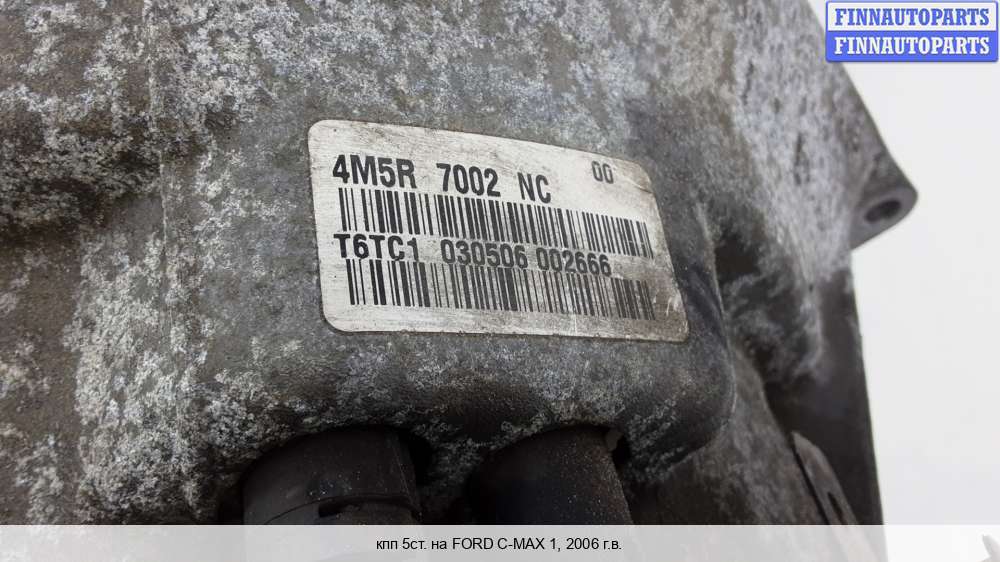 FINNAUTOPARTS
FINNAUTOPARTS
4M5R 7002 NC 00
T6TC1 030506 002666
кпп 5ст. на FORD C-MAX 1, 2006 г.в.